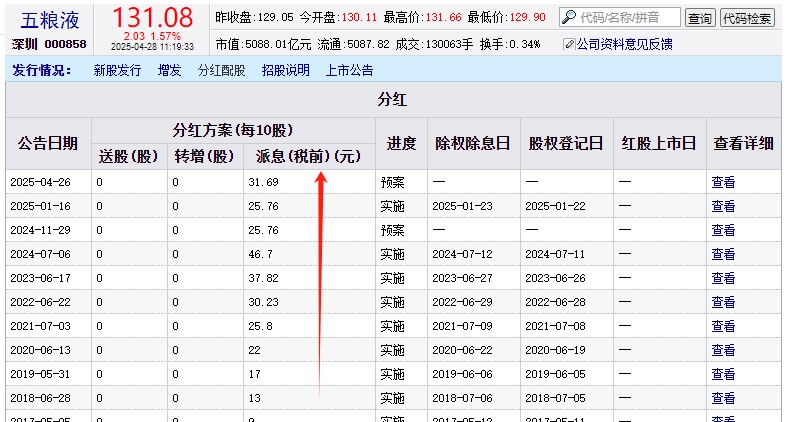 五粮液 131.08 昨收盘:129.05 今开盘:130.11 最高价:131.66 最低价:129.90 代码/名称/拼音 查询 代码检索
2.03 1.57%
深圳 000858 2025-04-28 11:19:33 市值:5088.01亿元 流通:5087.82 成交:130063手 换手:0.34% 公司资料意见反馈
发行情况: 新股发行 增发 分红配股 招股说明 上市公告
分红
公告日期 分红方案(每10股) 进度 除权除息日 股权登记日 红股上市日 查看详细
送股(股) 转增(股) 派息(税前)(元)
2025-04-26 0 0 31.69 预案 — — — 查看
2025-01-16 0 0 25.76 实施 2025-01-23 2025-01-22 — 查看
2024-11-29 0 0 25.76 预案 — — — 查看
2024-07-06 0 0 46.7 实施 2024-07-12 2024-07-11 — 查看
2023-06-17 0 0 37.82 实施 2023-06-27 2023-06-26 — 查看
2022-06-22 0 0 30.23 实施 2022-06-29 2022-06-28 — 查看
2021-07-03 0 0 25.8 实施 2021-07-09 2021-07-08 — 查看
2020-06-13 0 0 22 实施 2020-06-22 2020-06-19 — 查看
2019-05-31 0 0 17 实施 2019-06-06 2019-06-05 — 查看
2018-06-28 0 0 13 实施 2018-07-06 2018-07-05 — 查看
2017-05-05 0 0 9 实施 2017-05-12 2017-05-11 — 查看